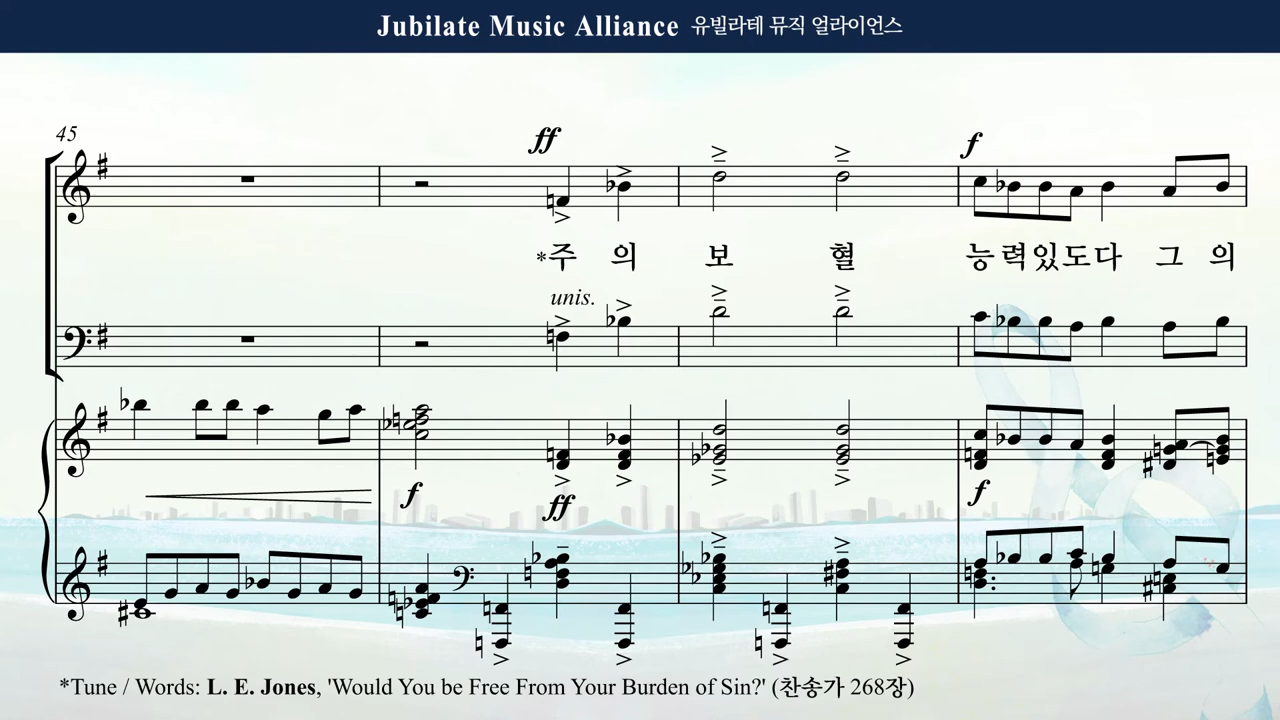 Jubilate Music Alliance 유빌라테 뮤직 얼라이언스
45
ff
f
*주 의 보 혈 능 력 있 도 다 그 의
unis.
f
ff
f
*Tune / Words: L. E. Jones, 'Would You be Free From Your Burden of Sin?' (찬송가 268장)